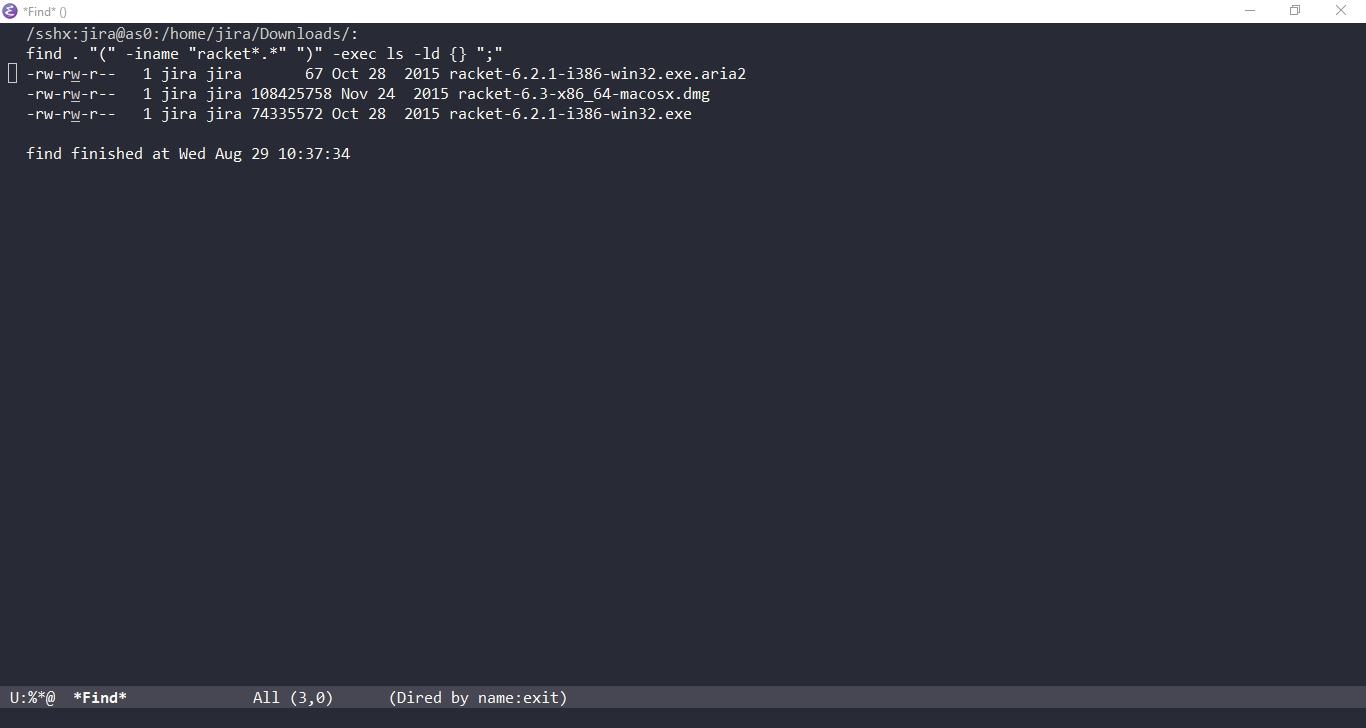 *Find* ()
/sshx:jira@as0:/home/jira/Downloads/:
find . "(" -iname "racket*.*" ")" -exec ls -ld {} ";"
-rw-rw-r--   1 jira jira       67 Oct 28  2015 racket-6.2.1-i386-win32.exe.aria2
-rw-rw-r--   1 jira jira 108425758 Nov 24  2015 racket-6.3-x86_64-macosx.dmg
-rw-rw-r--   1 jira jira 74335572 Oct 28  2015 racket-6.2.1-i386-win32.exe
find finished at Wed Aug 29 10:37:34
U:%*@  *Find*              All (3,0)      (Dired by name:exit)